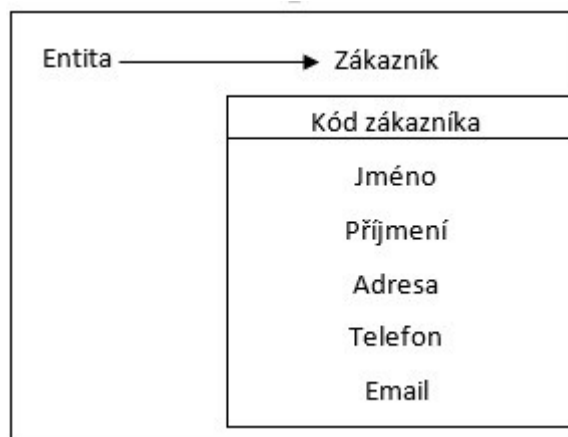 Entita Zákazník
Kód zákazníka
Jméno
Příjmení
Adresa
Telefon
Email